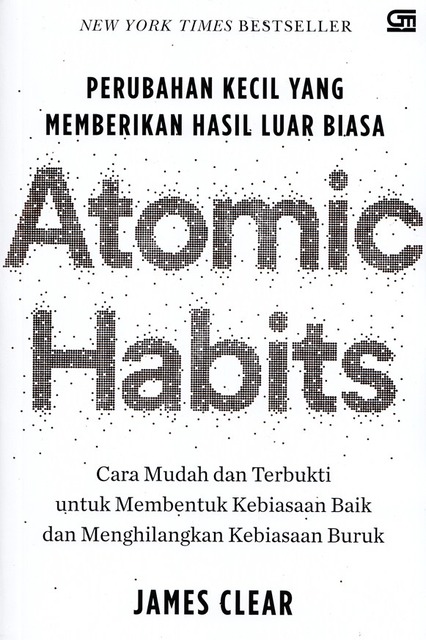 NEW YORK TIMES BESTSELLER
GM
PERUBAHAN KECIL YANG
MEMBERIKAN HASIL LUAR BIASA
Atomic
Habits
Cara Mudah dan Terbukti
untuk Membentuk Kebiasaan Baik
dan Menghilangkan Kebiasaan Buruk
JAMES CLEAR